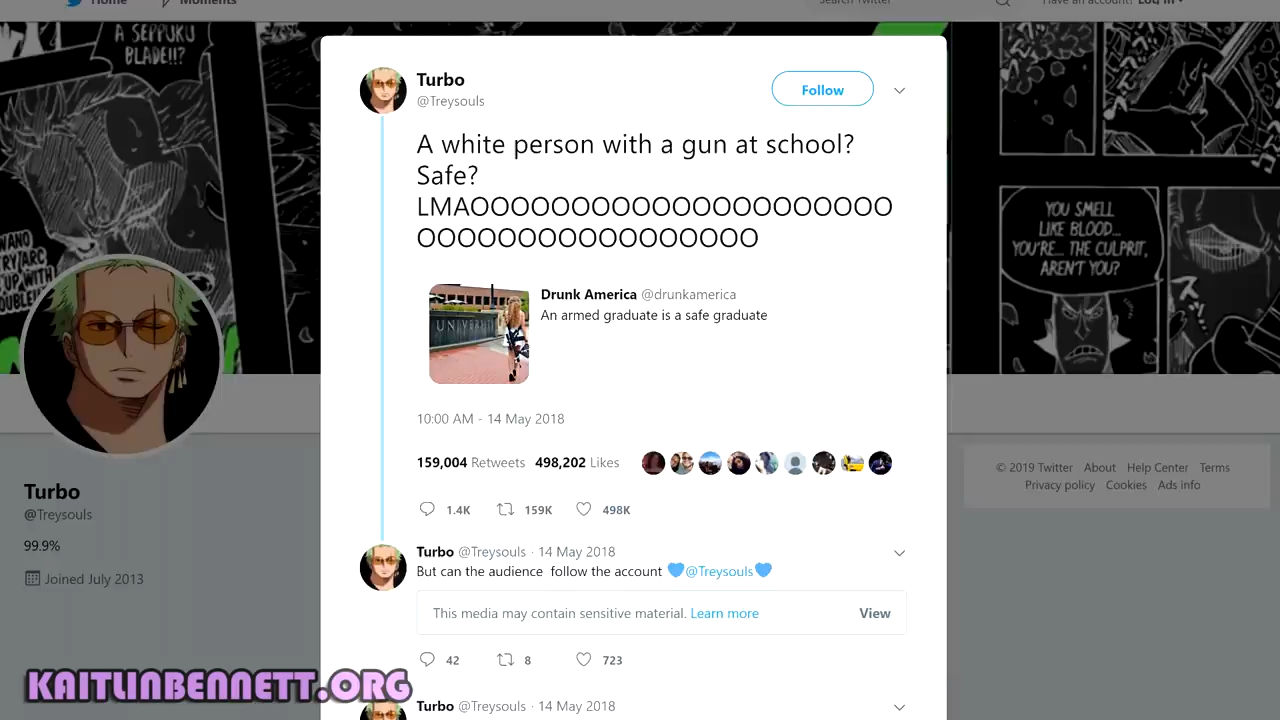 Home
Moments
Search Twitter
Have an account? Log in
A SEPPUKU
BLADE!!?
Turbo
@Treysouls
Follow
A white person with a gun at school?
Safe?
LMAOOOOOOOOOOOOOOOOOOOOOO
OOOOOOOOOOOOOOOOO
YOU SMELL
LIKE BLOOD...
YOU'RE... THE CULPRIT,
AREN'T YOU?
Drunk America @drunkamerica
An armed graduate is a safe graduate
UNIVERSIT
10:00 AM - 14 May 2018
159,004 Retweets 498,202 Likes
1.4K 159K 498K
Turbo
@Treysouls
99.9%
Joined July 2013
© 2019 Twitter About Help Center Terms
Privacy policy Cookies Ads info
Turbo @Treysouls · 14 May 2018
But can the audience follow the account 💙@Treysouls💙
This media may contain sensitive material. Learn more
View
42 8 723
Turbo @Treysouls · 14 May 2018
KAITLINBENNETT.ORG